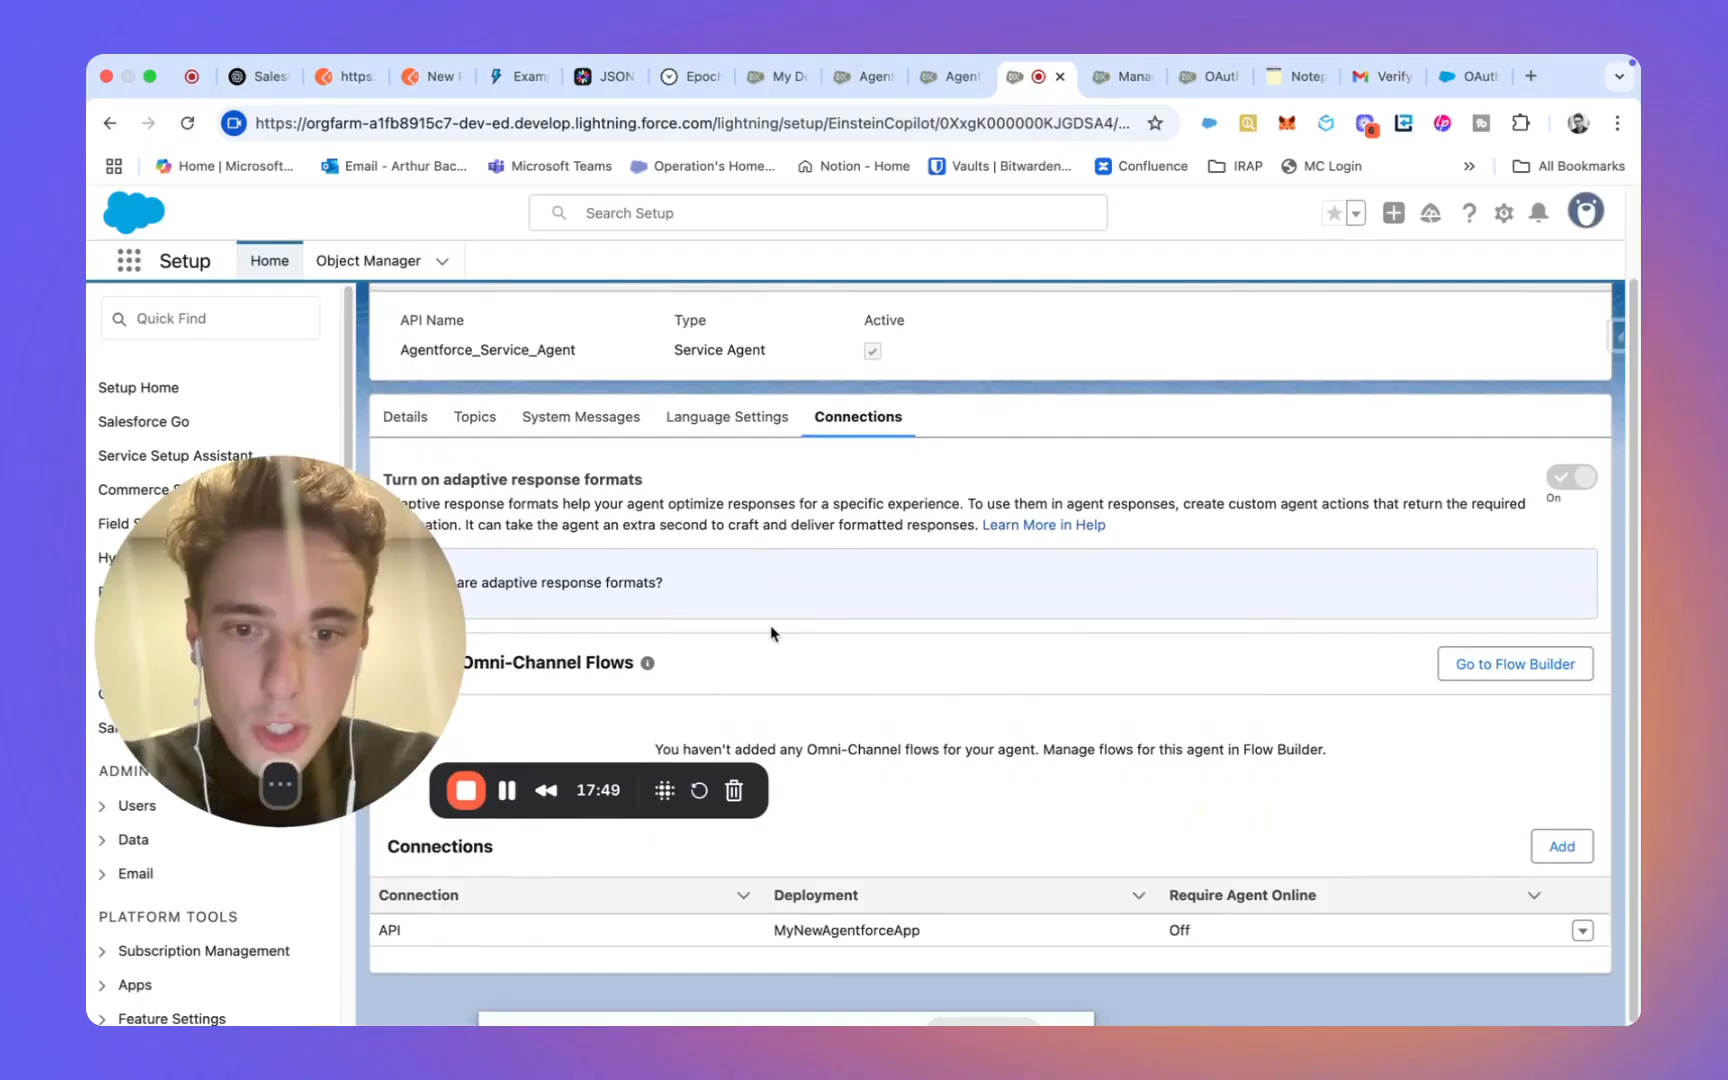 Sales
https:
New
Exam
JSON
Epoc
My D
Agent
Agent
Mana
OAut
Notep
Verify
OAut
https://orgfarm-a1fb8915c7-dev-ed.develop.lightning.force.com/lightning/setup/EinsteinCopilot/0XxgK000000KJGDSA4/...
6
Home | Microsoft...
Email - Arthur Bac...
Microsoft Teams
Operation's Home...
Notion - Home
Vaults | Bitwarden...
Confluence
IRAP
MC Login
All Bookmarks
Search Setup
Setup
Home
Object Manager
Quick Find
API Name
Type
Active
Agentforce_Service_Agent
Service Agent
Setup Home
Salesforce Go
Service Setup Assistant
Commerce S
Field S
Hy
Sa
ADMIN
Users
Data
Email
PLATFORM TOOLS
Subscription Management
Apps
Feature Settings
Details
Topics
System Messages
Language Settings
Connections
Turn on adaptive response formats
On
aptive response formats help your agent optimize responses for a specific experience. To use them in agent responses, create custom agent actions that return the required
ation. It can take the agent an extra second to craft and deliver formatted responses. Learn More in Help
are adaptive response formats?
Omni-Channel Flows
Go to Flow Builder
You haven't added any Omni-Channel flows for your agent. Manage flows for this agent in Flow Builder.
17:49
Connections
Add
Connection
Deployment
Require Agent Online
API
MyNewAgentforceApp
Off